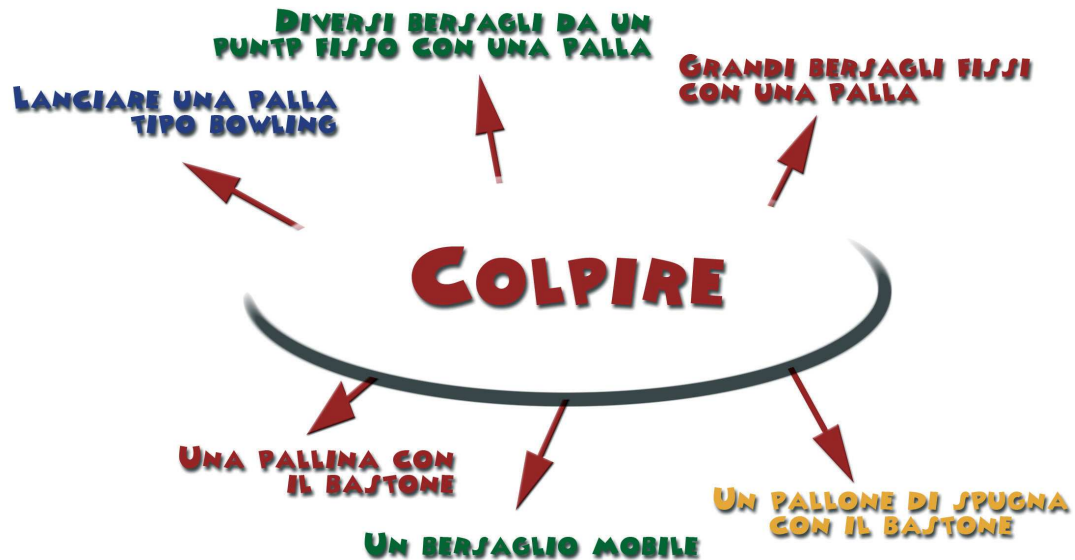 DIVERSI BERSAGLI DA UN
PUNTP FISSO CON UNA PALLA
GRANDI BERSAGLI FISSI
CON UNA PALLA
LANCIARE UNA PALLA
TIPO BOWLING
COLPIRE
UNA PALLINA CON
IL BASTONE
UN PALLONE DI SPUGNA
CON IL BASTONE
UN BERSAGLIO MOBILE